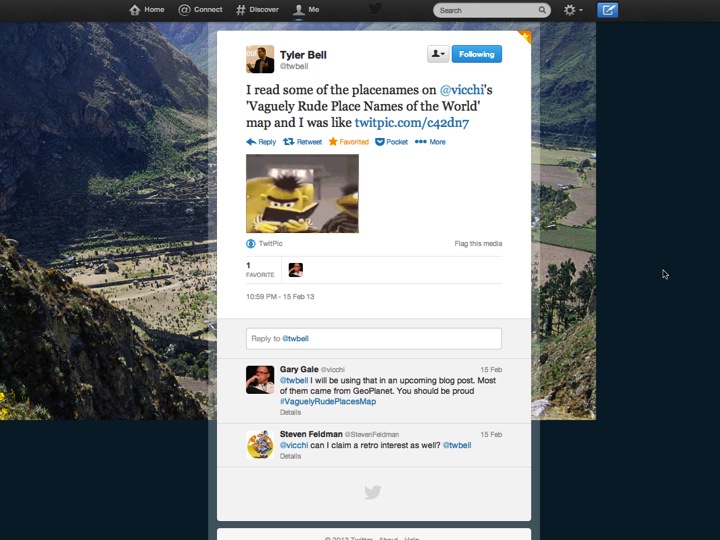 Home Connect Discover Me Search
Tyler Bell
@twbell
Following
I read some of the placenames on @vicchi's
'Vaguely Rude Place Names of the World'
map and I was like twitpic.com/c42dn7
Reply Retweet Favorited Pocket More
TwitPic Flag this media
1
FAVORITE
10:59 PM - 15 Feb 13
Reply to @twbell
Gary Gale @vicchi 15 Feb
@twbell I will be using that in an upcoming blog post. Most
of them came from GeoPlanet. You should be proud
#VaguelyRudePlacesMap
Details
Steven Feldman @StevenFeldman 15 Feb
@vicchi can I claim a retro interest as well? @twbell
Details
© 2013 Twitter About Help